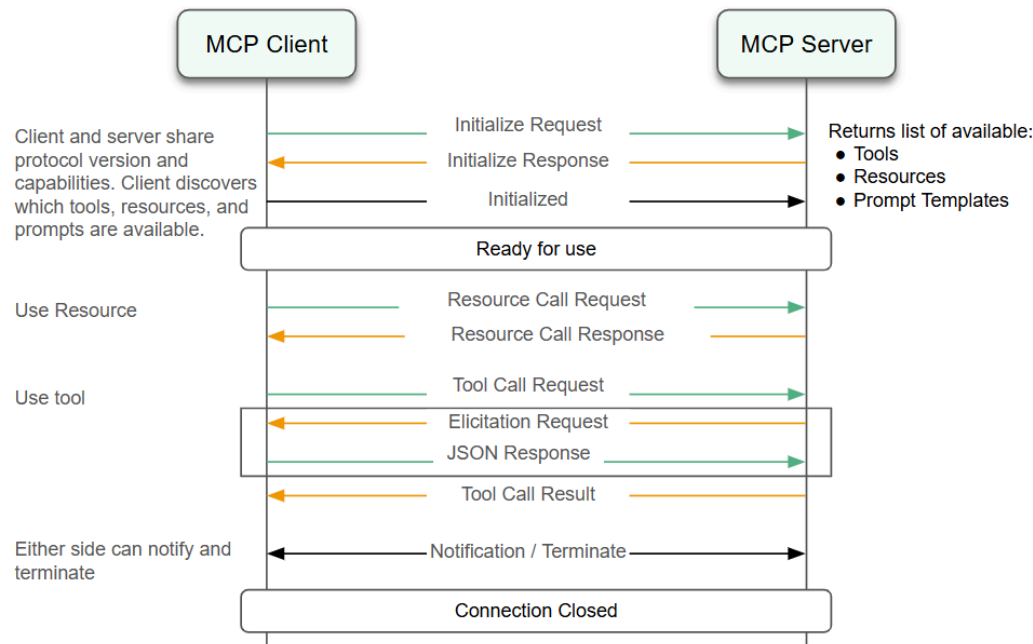 MCP Client
MCP Server
Client and server share
protocol version and
capabilities. Client discovers
which tools, resources, and
prompts are available.
Initialize Request
Initialize Response
Initialized
Returns list of available:
● Tools
● Resources
● Prompt Templates
Ready for use
Use Resource
Resource Call Request
Resource Call Response
Use tool
Tool Call Request
Elicitation Request
JSON Response
Tool Call Result
Either side can notify and
terminate
Notification / Terminate
Connection Closed